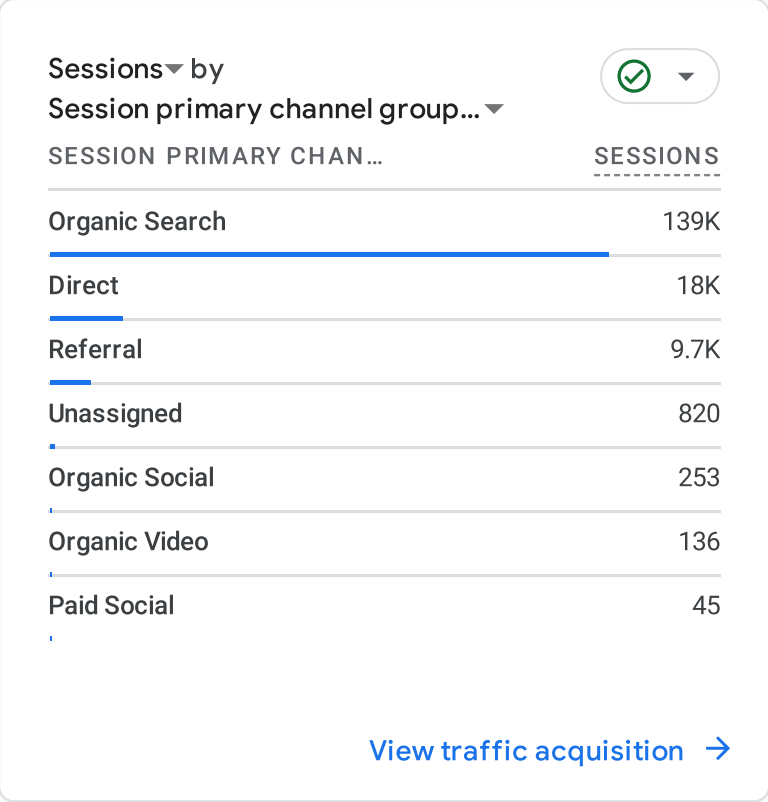 Sessions by
Session primary channel group...
SESSION PRIMARY CHAN... SESSIONS
Organic Search 139K
Direct 18K
Referral 9.7K
Unassigned 820
Organic Social 253
Organic Video 136
Paid Social 45
View traffic acquisition